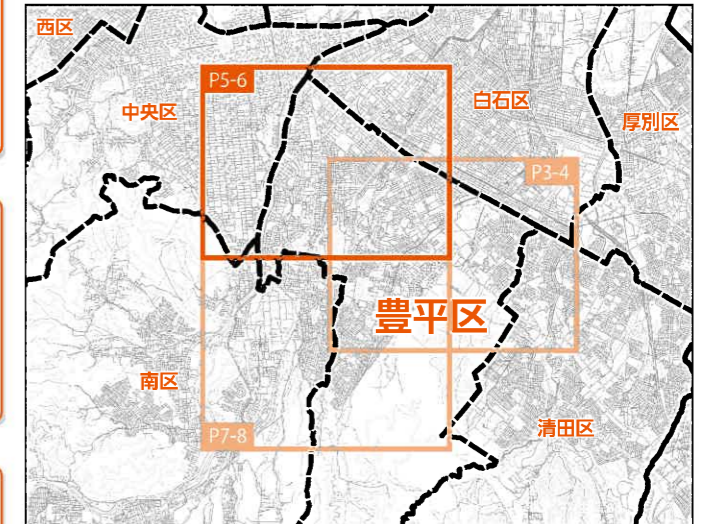 西区
P5-6
中央区
白石区
厚別区
P3-4
豊平区
南区
清田区
P7-8